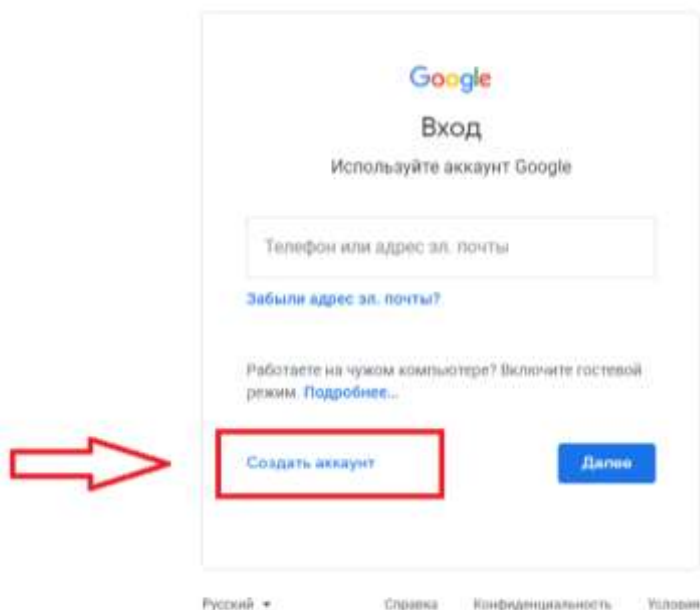 Google
Вход
Используйте аккаунт Google
Телефон или адрес эл. почты
Забыли адрес эл. почты?
Работаете на чужом компьютере? Включите гостевой
режим. Подробнее...
Создать аккаунт
Далее
Русский
Справка
Конфиденциальность
Условия